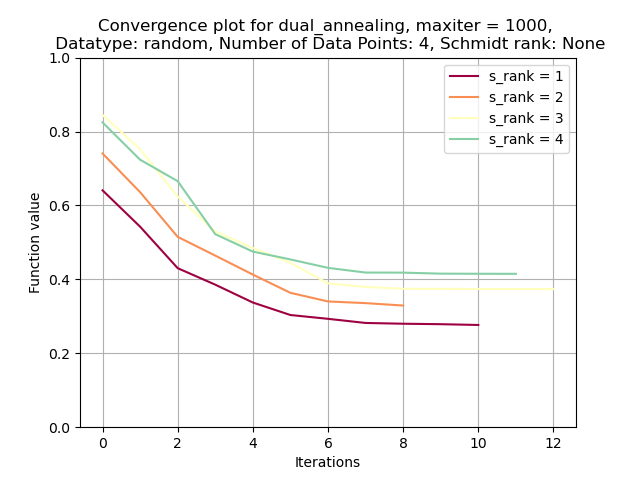 Convergence plot for dual_annealing, maxiter = 1000,
Datatype: random, Number of Data Points: 4, Schmidt rank: None
1.0
s_rank = 1
s_rank = 2
s_rank = 3
s_rank = 4
0.8
0.6
Function value
0.4
0.2
0.0
0 2 4 6 8 10 12
Iterations